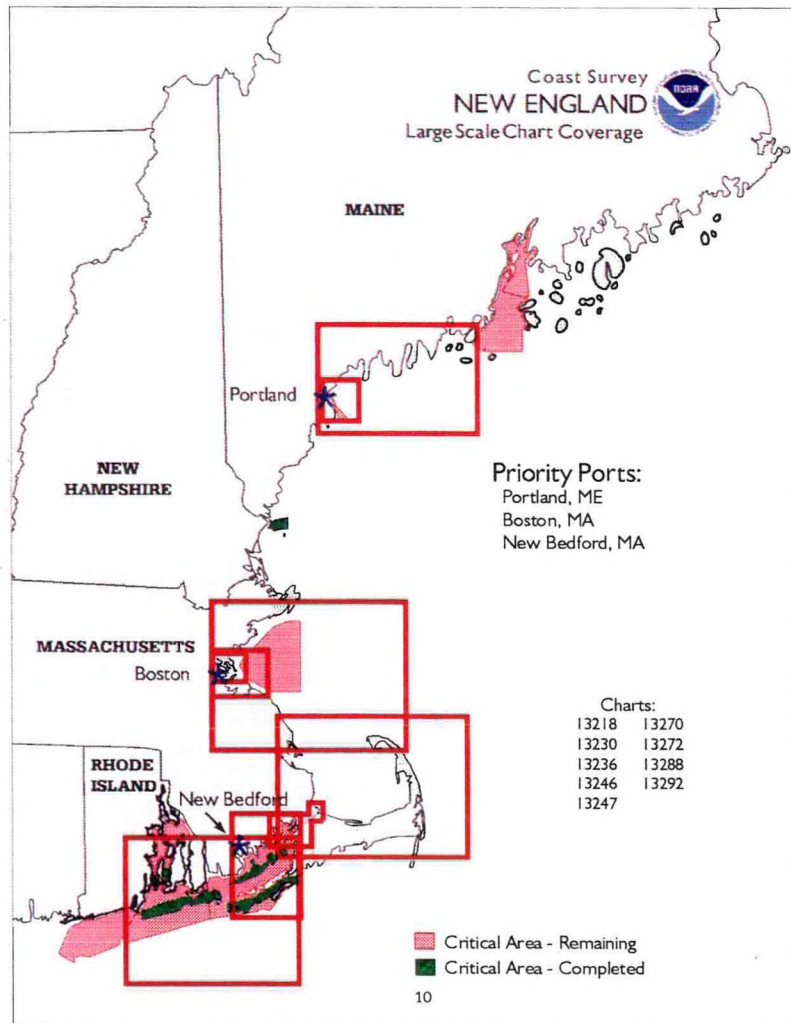 Coast Survey
NEW ENGLAND
Large Scale Chart Coverage
NOAA
MAINE
Portland
NEW
HAMPSHIRE
Priority Ports:
Portland, ME
Boston, MA
New Bedford, MA
MASSACHUSETTS
Boston
Charts:
13218 13270
13230 13272
13236 13288
13246 13292
13247
RHODE
ISLAND
New Bedford
Critical Area - Remaining
Critical Area - Completed
10